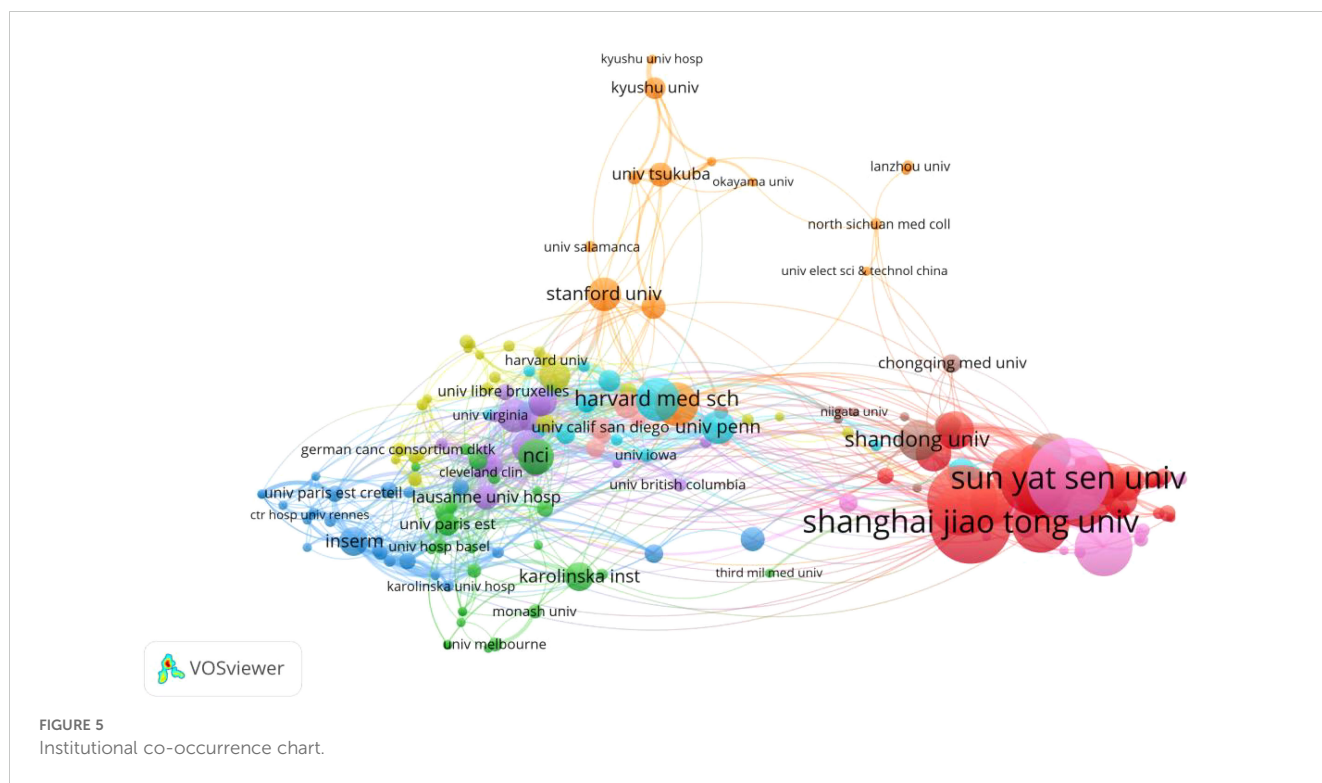 kyushu univ hosp
kyushu univ
univ tsukuba
okayama univ
lanzhou univ
north sichuan med coll
univ salamanca
univ elect sci & technol china
stanford univ
harvard univ
chongqing med univ
univ libre bruxelles
harvard med sch
univ virginia
niigata univ
univ calif san diego
univ penn
shandong univ
german canc consortium dktk
nci
univ iowa
cleveland clin
sun yat sen univ
univ british columbia
univ paris est creteil
lausanne univ hosp
ctr hosp univ rennes
univ paris est
shanghai jiao tong univ
inserm
univ hosp basel
karolinska inst
third mil med univ
karolinska univ hosp
monash univ
univ melbourne
VOSviewer
FIGURE 5
Institutional co-occurrence chart.